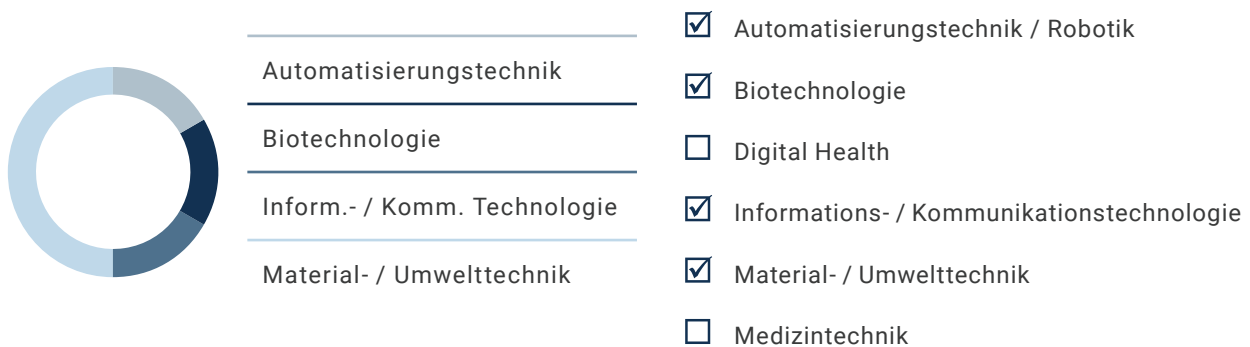 Automatisierungstechnik
Biotechnologie
Inform.- / Komm. Technologie
Material- / Umwelttechnik
Automatisierungstechnik / Robotik
Biotechnologie
Digital Health
Informations- / Kommunikationstechnologie
Material- / Umwelttechnik
Medizintechnik